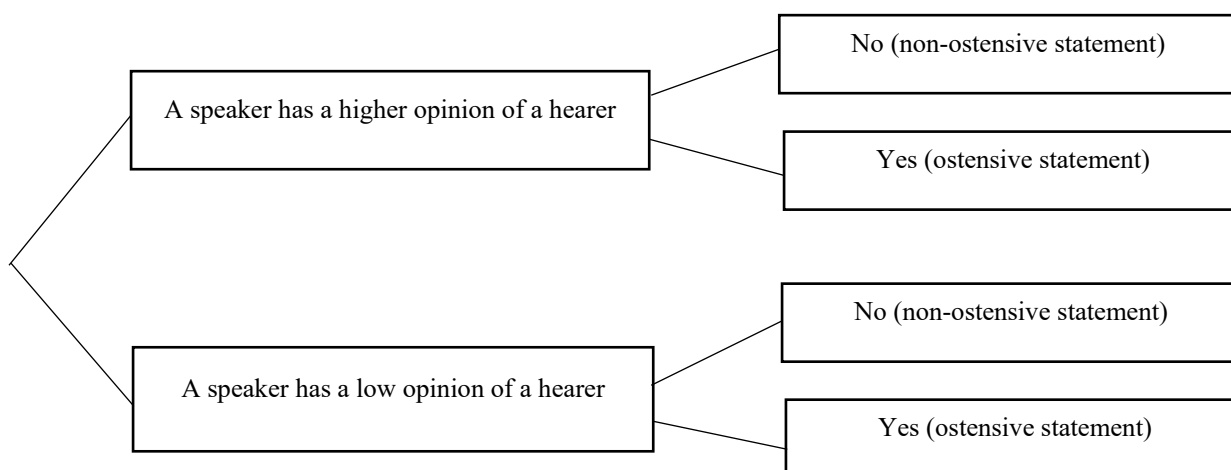 No (non-ostensive statement)
A speaker has a higher opinion of a hearer
Yes (ostensive statement)
No (non-ostensive statement)
A speaker has a low opinion of a hearer
Yes (ostensive statement)